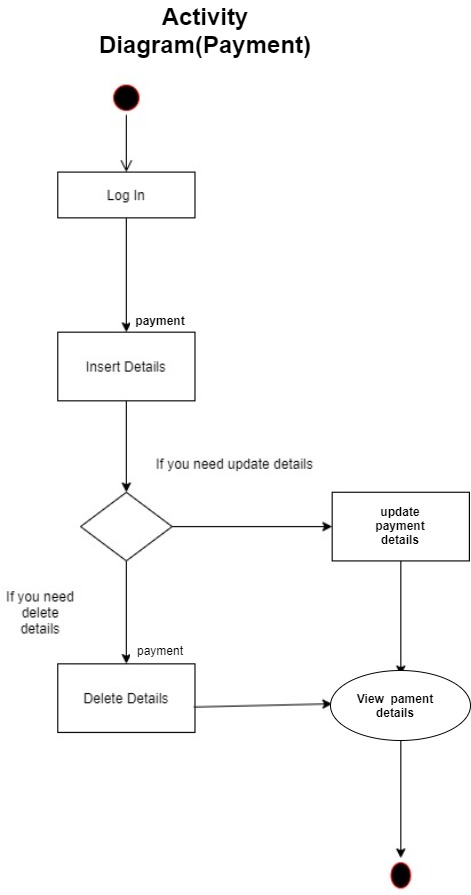 Activity
Diagram(Payment)
Log In
payment
Insert Details
If you need update details
update
payment
details
If you need
delete
details
payment
Delete Details
View pament
details